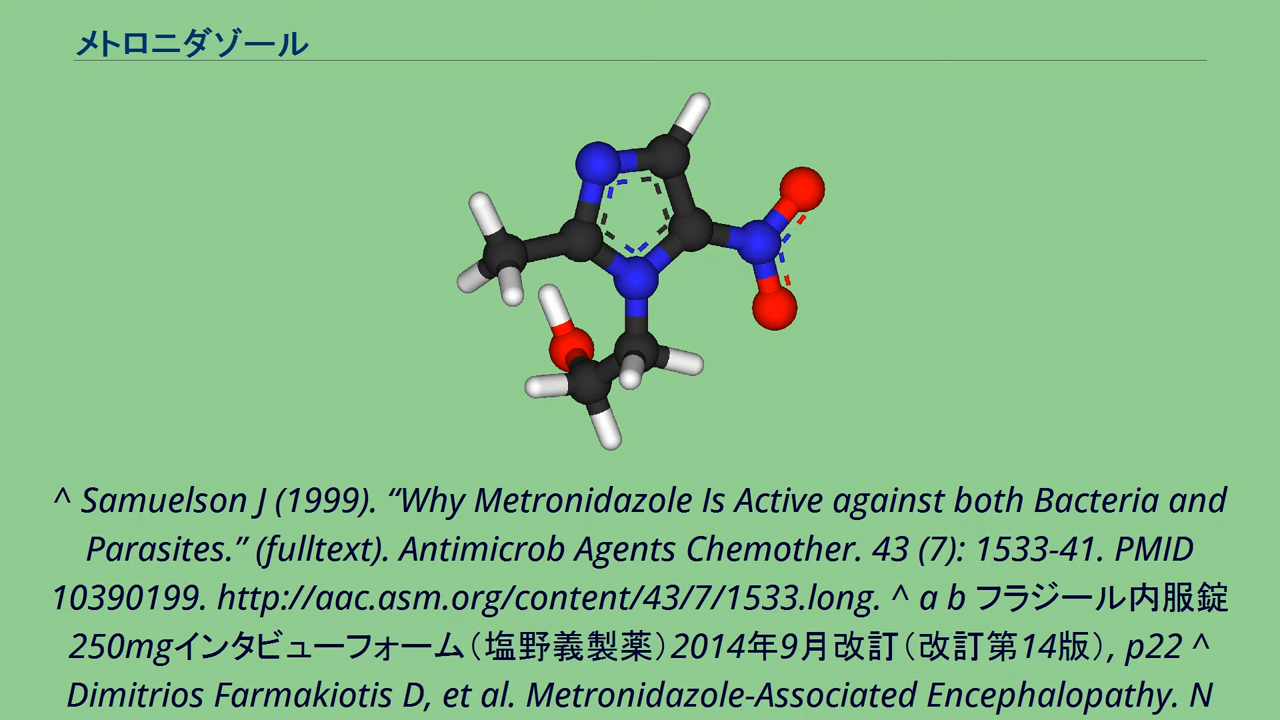 メトロニダゾール
^ Samuelson J (1999). “Why Metronidazole Is Active against both Bacteria and
Parasites.” (fulltext). Antimicrob Agents Chemother. 43 (7): 1533-41. PMID
10390199. http://aac.asm.org/content/43/7/1533.long. ^ a b フラジール内服錠
250mgインタビューフォーム（塩野義製薬）2014年9月改訂（改訂第14版）, p22 ^
Dimitrios Farmakiotis D, et al. Metronidazole-Associated Encephalopathy. N